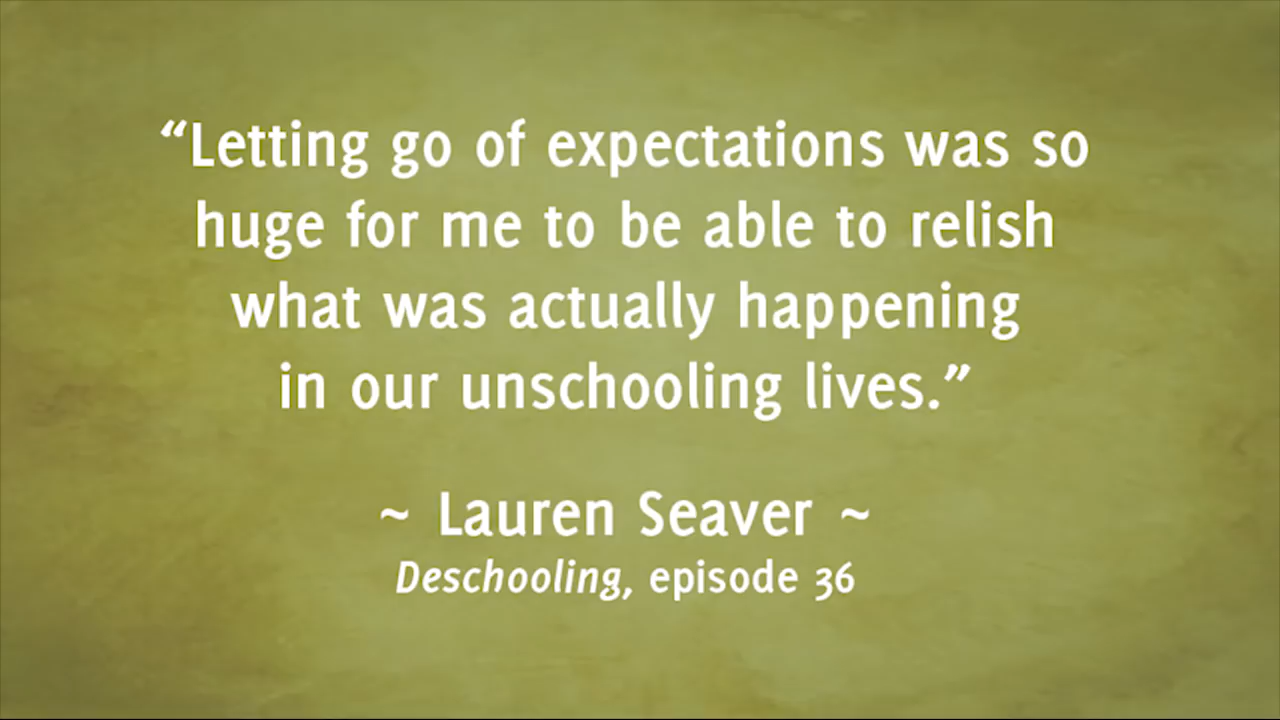 “Letting go of expectations was so
huge for me to be able to relish
what was actually happening
in our unschooling lives.”
~ Lauren Seaver ~
Deschooling, episode 36